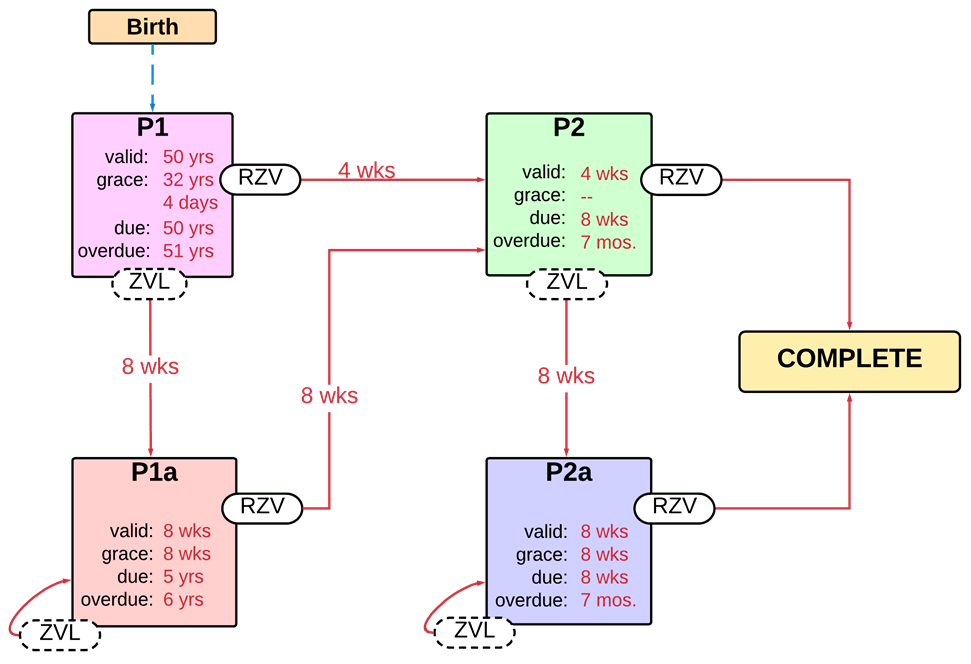 Birth
P1
valid: 50 yrs
grace: 32 yrs
4 days
due: 50 yrs
overdue: 51 yrs
RZV
ZVL
4 wks
P2
valid: 4 wks
grace: --
due: 8 wks
overdue: 7 mos.
RZV
ZVL
8 wks
8 wks
8 wks
COMPLETE
P1a
valid: 8 wks
grace: 8 wks
due: 5 yrs
overdue: 6 yrs
RZV
ZVL
P2a
valid: 8 wks
grace: 8 wks
due: 8 wks
overdue: 7 mos.
RZV
ZVL